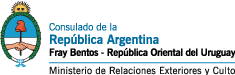 Consulado de la
República Argentina
Fray Bentos - República Oriental del Uruguay
Ministerio de Relaciones Exteriores y Culto